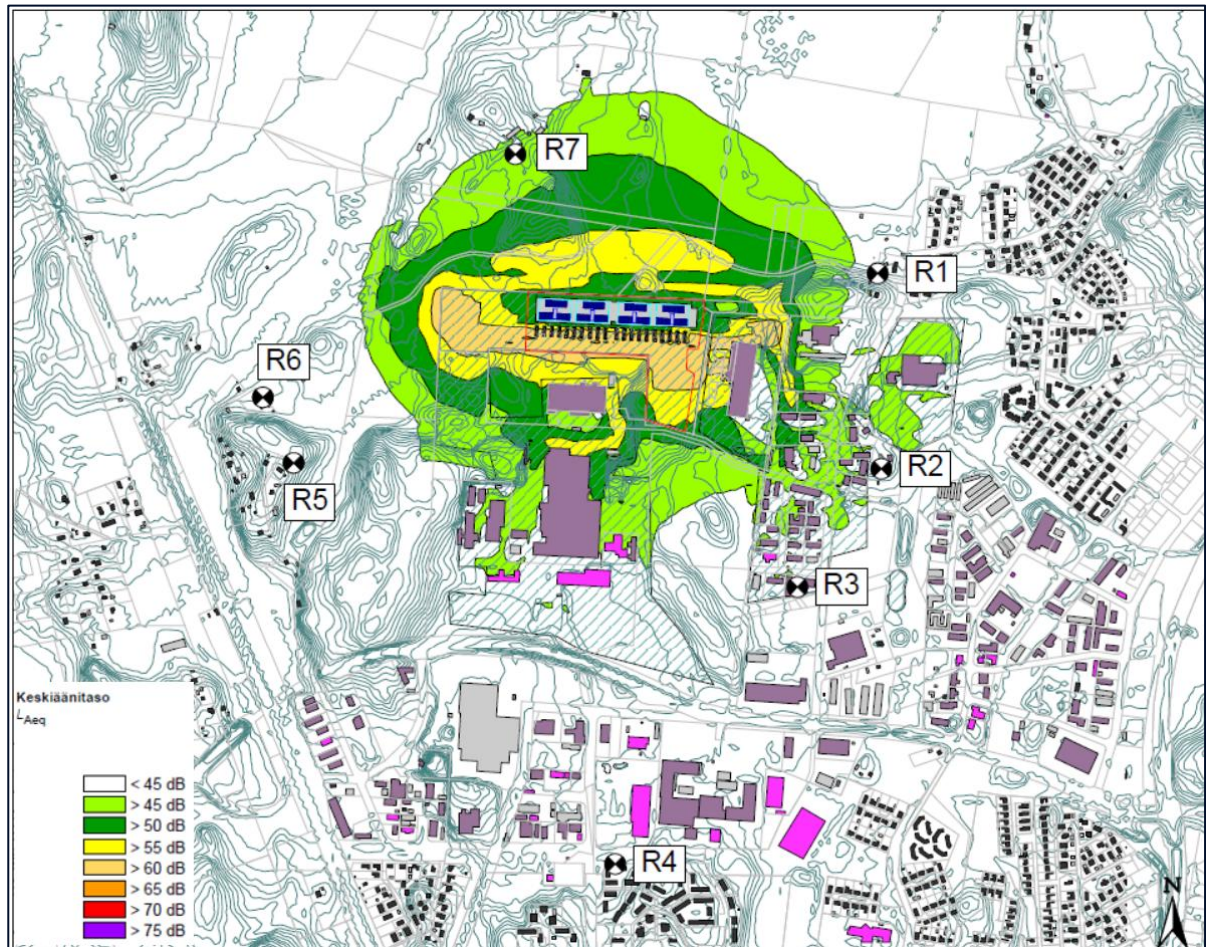 R7
R1
R6
R2
R5
R3
Keskiäänitaso
LAeq
< 45 dB
> 45 dB
> 50 dB
> 55 dB
> 60 dB
> 65 dB
> 70 dB
> 75 dB
R4
N